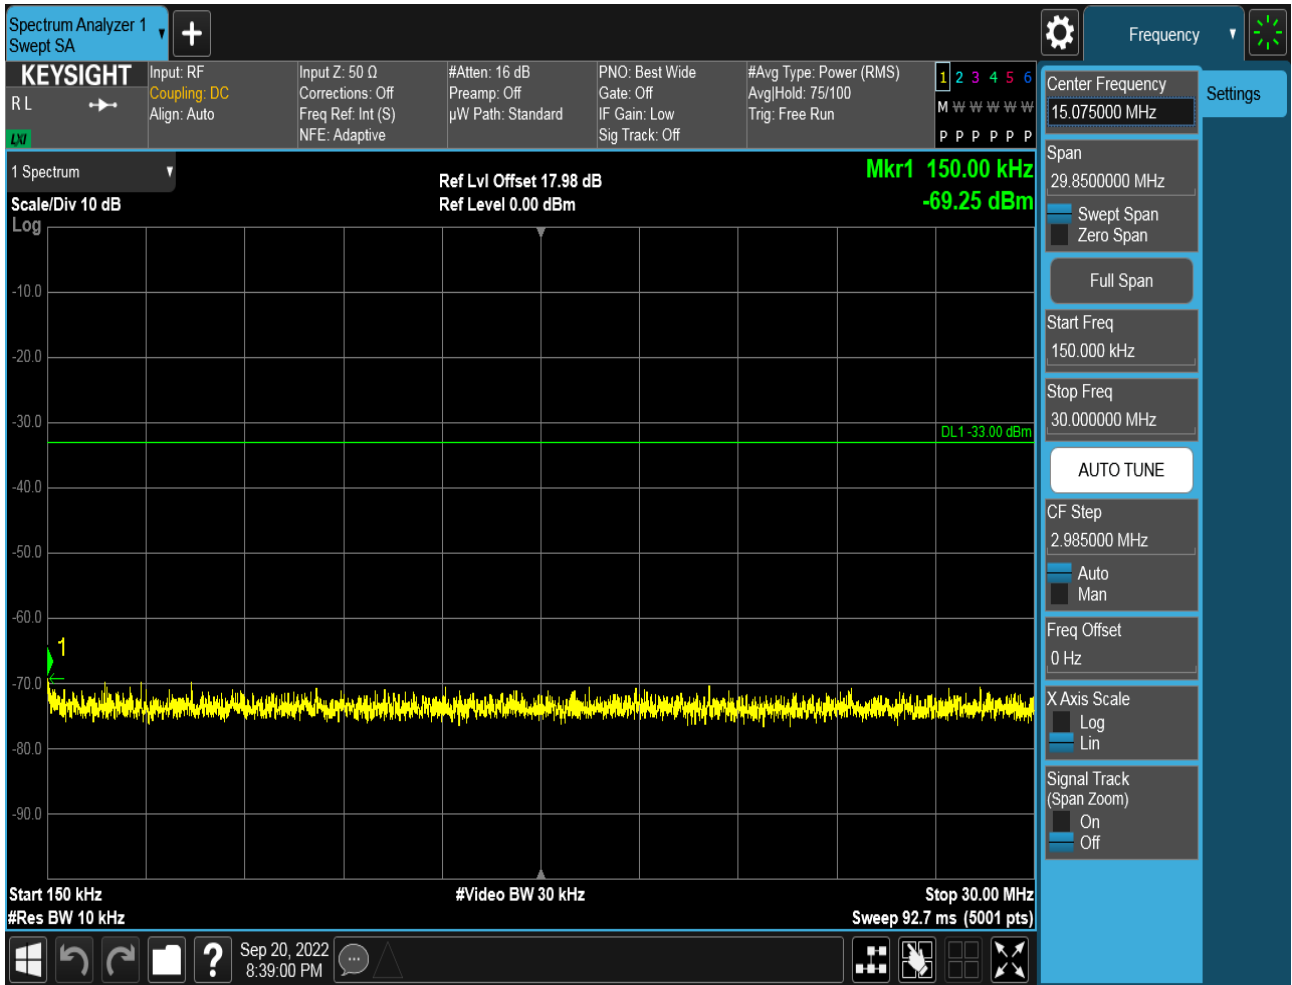 Spectrum Analyzer 1
Swept SA
Frequency
KEYSIGHT
R L
LXI
Input: RF
Coupling: DC
Align: Auto
Input Z: 50 Ω
Corrections: Off
Freq Ref: Int (S)
NFE: Adaptive
#Atten: 16 dB
Preamp: Off
µW Path: Standard
PNO: Best Wide
Gate: Off
IF Gain: Low
Sig Track: Off
#Avg Type: Power (RMS)
Avg|Hold: 75/100
Trig: Free Run
1 2 3 4 5 6
M W W W W W
P P P P P P
1 Spectrum
Scale/Div 10 dB
Log
Ref Lvl Offset 17.98 dB
Ref Level 0.00 dBm
Mkr1 150.00 kHz
-69.25 dBm
-10.0
-20.0
-30.0
DL1 -33.00 dBm
-40.0
-50.0
-60.0
1
-70.0
-80.0
-90.0
Start 150 kHz
#Video BW 30 kHz
Stop 30.00 MHz
#Res BW 10 kHz
Sweep 92.7 ms (5001 pts)
Center Frequency
15.075000 MHz
Settings
Span
29.8500000 MHz
Swept Span
Zero Span
Full Span
Start Freq
150.000 kHz
Stop Freq
30.000000 MHz
AUTO TUNE
CF Step
2.985000 MHz
Auto
Man
Freq Offset
0 Hz
X Axis Scale
Log
Lin
Signal Track
(Span Zoom)
On
Off
?
Sep 20, 2022
8:39:00 PM